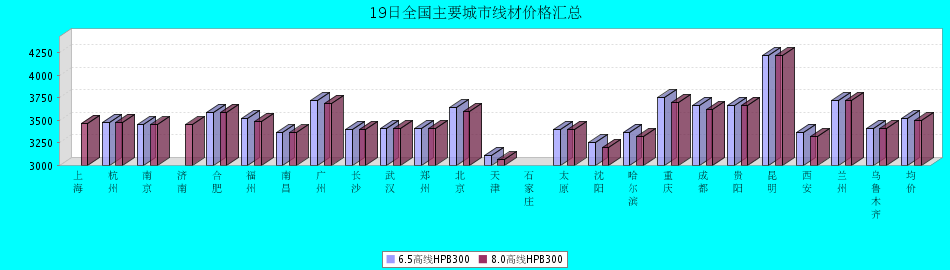 19日全国主要城市线材价格汇总
4250
4000
3750
3500
3250
3000
上海 杭州 南京 济南 合肥 福州 南昌 广州 长沙 武汉 郑州 北京 天津 石家庄 太原 沈阳 哈尔滨 重庆 成都 贵阳 昆明 西安 兰州 乌鲁木齐 均价
6.5高线HPB300 8.0高线HPB300